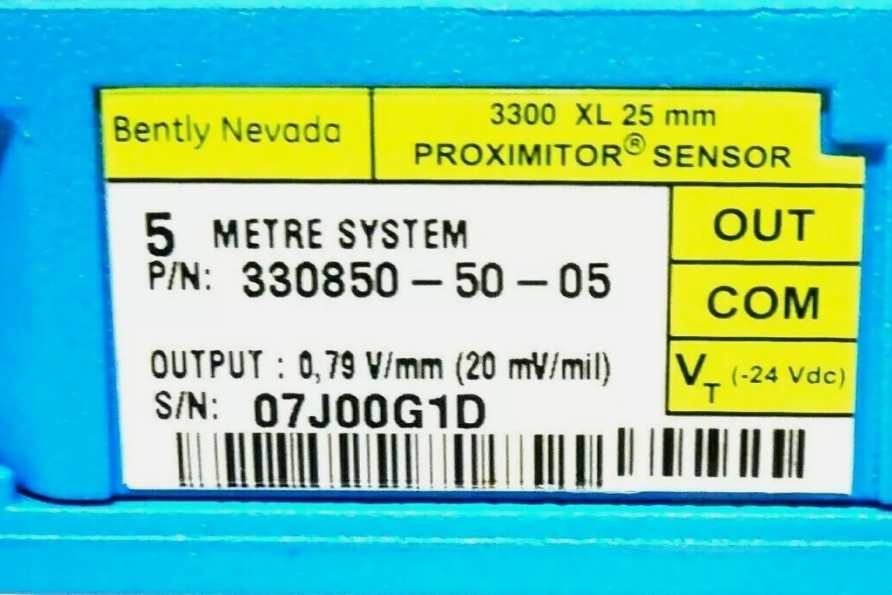 Bently Nevada
3300 XL 25 mm
PROXIMITOR® SENSOR
5 METRE SYSTEM
P/N: 330850 – 50 – 05
OUT
COM
OUTPUT : 0,79 V/mm (20 mV/mil)
VT (-24 Vdc)
S/N: 07J00G1D